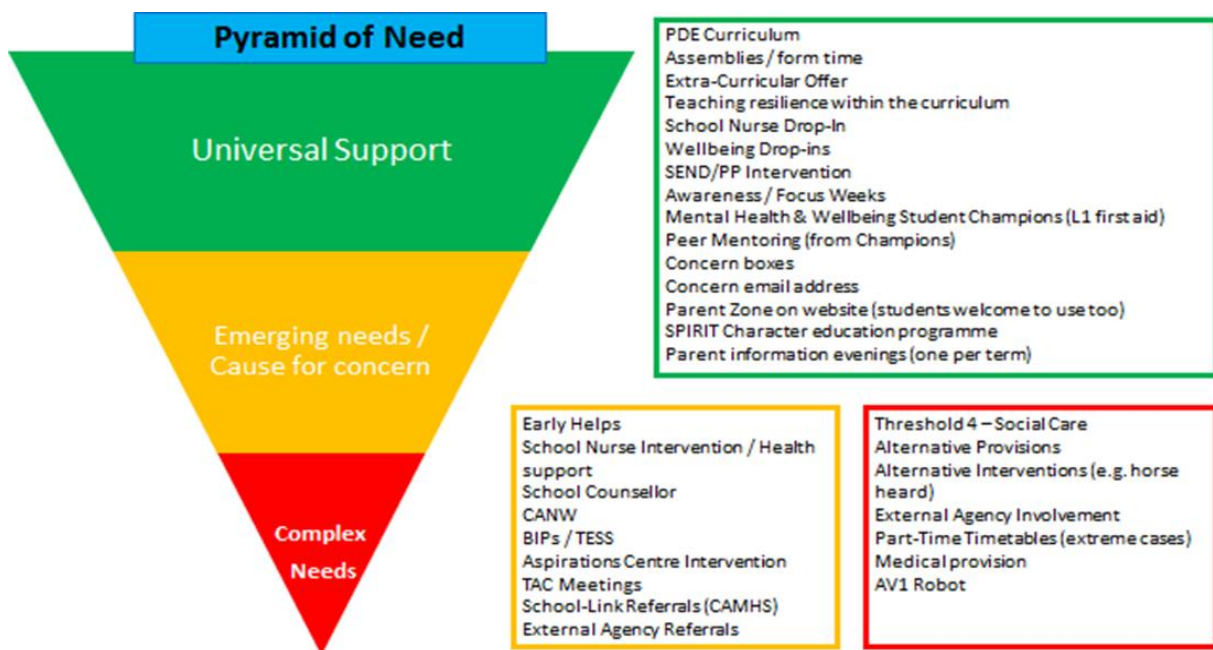 Pyramid of Need
Universal Support
Emerging needs /
Cause for concern
Complex
Needs
PDE Curriculum
Assemblies / form time
Extra-Curricular Offer
Teaching resilience within the curriculum
School Nurse Drop-In
Wellbeing Drop-ins
SEND/PP Intervention
Awareness / Focus Weeks
Mental Health & Wellbeing Student Champions (L1 first aid)
Peer Mentoring (from Champions)
Concern boxes
Concern email address
Parent Zone on website (students welcome to use too)
SPIRIT Character education programme
Parent information evenings (one per term)
Early Helps
School Nurse Intervention / Health
support
School Counsellor
CANW
BIPs / TESS
Aspirations Centre Intervention
TAC Meetings
School-Link Referrals (CAMHS)
External Agency Referrals
Threshold 4 – Social Care
Alternative Provisions
Alternative Interventions (e.g. horse
heard)
External Agency Involvement
Part-Time Timetables (extreme cases)
Medical provision
AV1 Robot